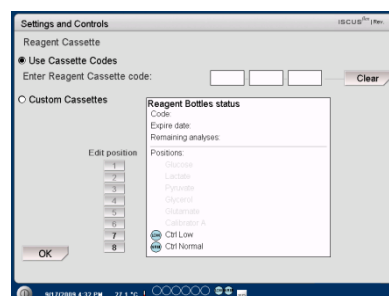 Settings and Controls
ISCUSflex | Rev.
Reagent Cassette
Use Cassette Codes
Enter Reagent Cassette code:
Clear
Custom Cassettes
Reagent Bottles status
Code:
Expire date:
Remaining analyses:
Edit position
Positions:
1 Glucose
2 Lactate
3 Pyruvate
4 Glycerol
5 Glutamate
6 Calibrator A
7 Ctrl Low
8 Ctrl Normal
OK
9/17/2009 4:32 PM 27.1 °C